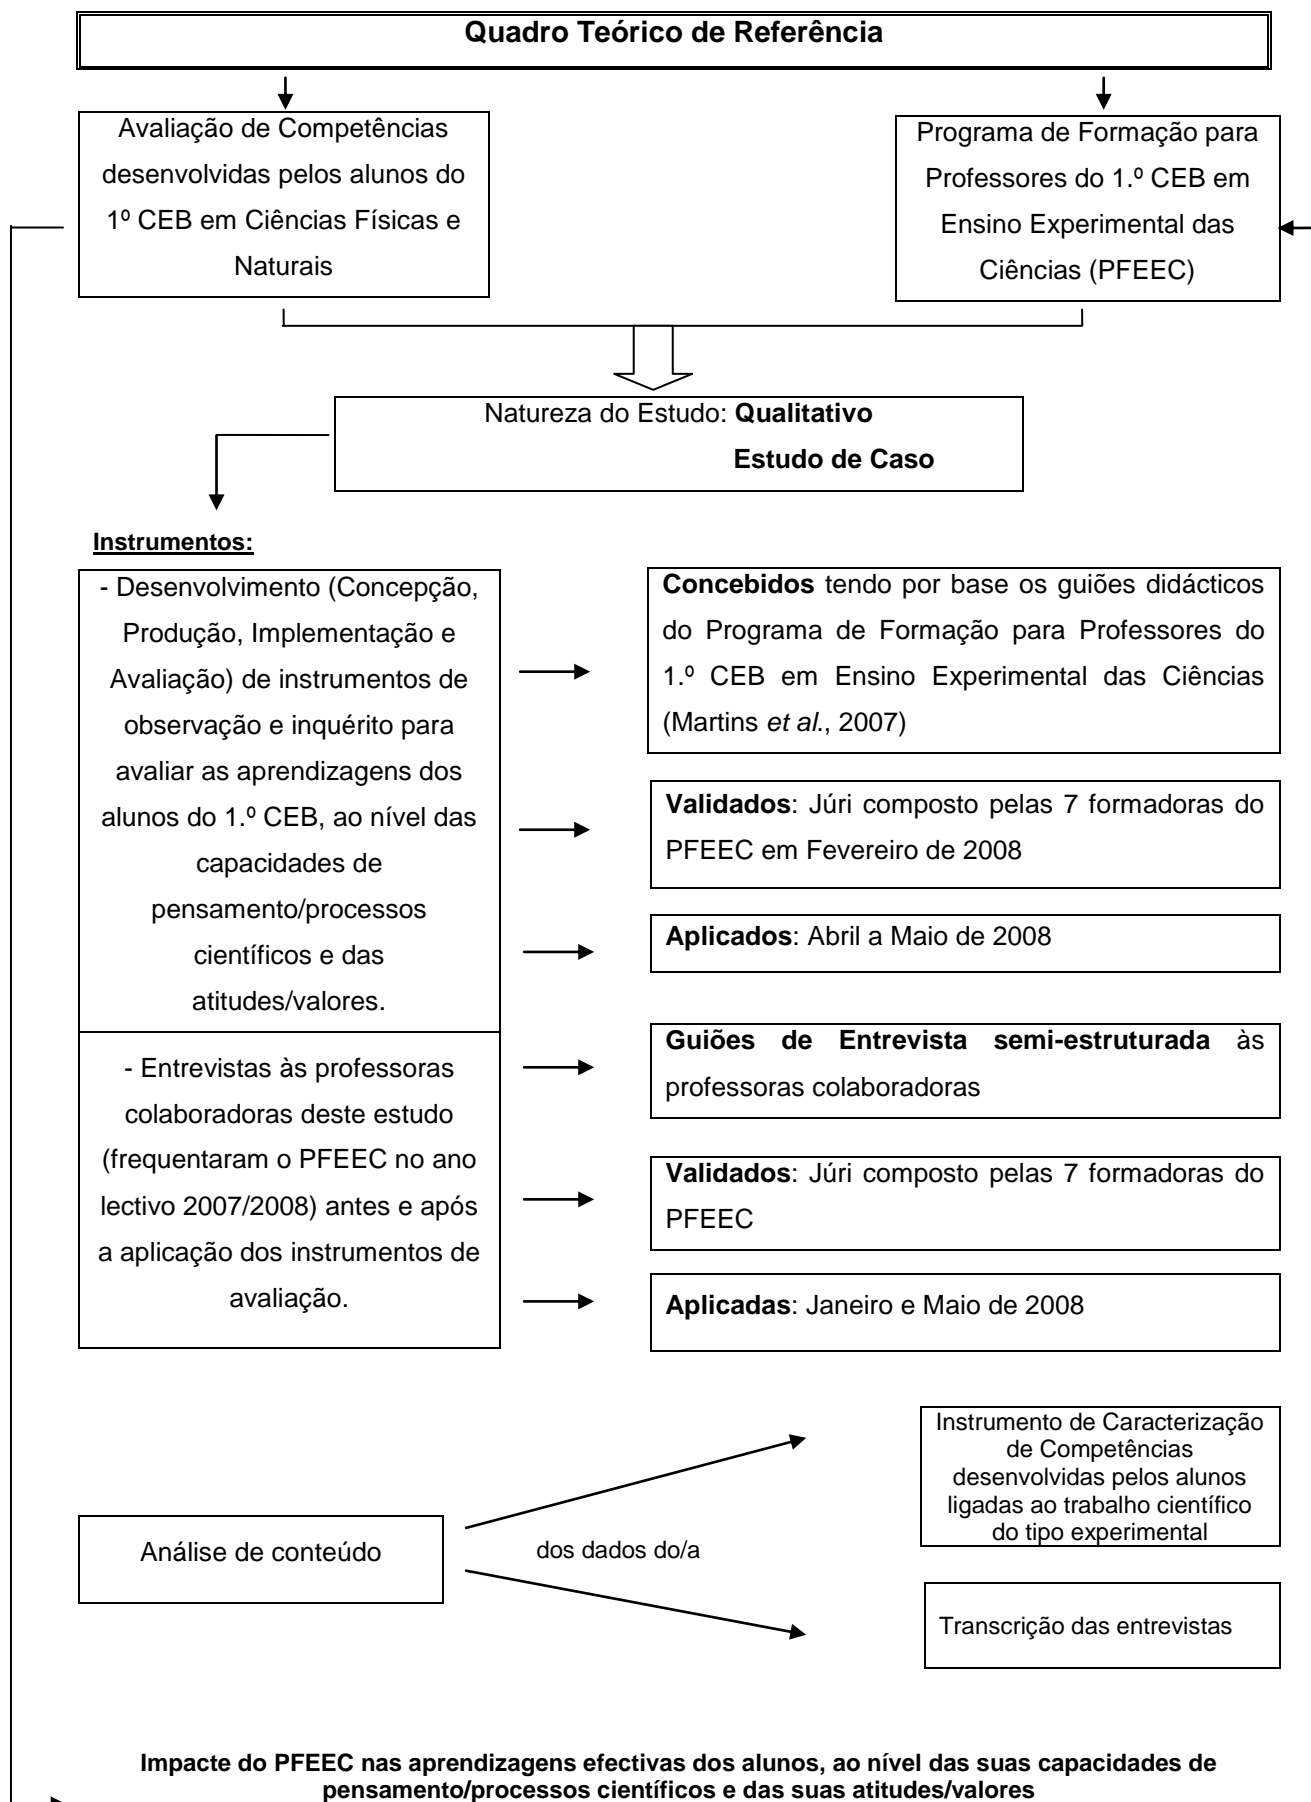 Quadro Teórico de Referência
Avaliação de Competências
desenvolvidas pelos alunos do
1º CEB em Ciências Físicas e
Naturais
Programa de Formação para
Professores do 1.º CEB em
Ensino Experimental das
Ciências (PFEEC)
Natureza do Estudo: Qualitativo
Estudo de Caso
Instrumentos:
- Desenvolvimento (Concepção,
Produção, Implementação e
Avaliação) de instrumentos de
observação e inquérito para
avaliar as aprendizagens dos
alunos do 1.º CEB, ao nível das
capacidades de
pensamento/processos
científicos e das
atitudes/valores.
Concebidos tendo por base os guiões didácticos
do Programa de Formação para Professores do
1.º CEB em Ensino Experimental das Ciências
(Martins et al., 2007)
Validados: Júri composto pelas 7 formadoras do
PFEEC em Fevereiro de 2008
Aplicados: Abril a Maio de 2008
- Entrevistas às professoras
colaboradoras deste estudo
(frequentaram o PFEEC no ano
lectivo 2007/2008) antes e após
a aplicação dos instrumentos de
avaliação.
Guiões de Entrevista semi-estruturada às
professoras colaboradoras
Validados: Júri composto pelas 7 formadoras do
PFEEC
Aplicadas: Janeiro e Maio de 2008
Análise de conteúdo
dos dados do/a
Instrumento de Caracterização
de Competências
desenvolvidas pelos alunos
ligadas ao trabalho científico
do tipo experimental
Transcrição das entrevistas
Impacte do PFEEC nas aprendizagens efectivas dos alunos, ao nível das suas capacidades de
pensamento/processos científicos e das suas atitudes/valores